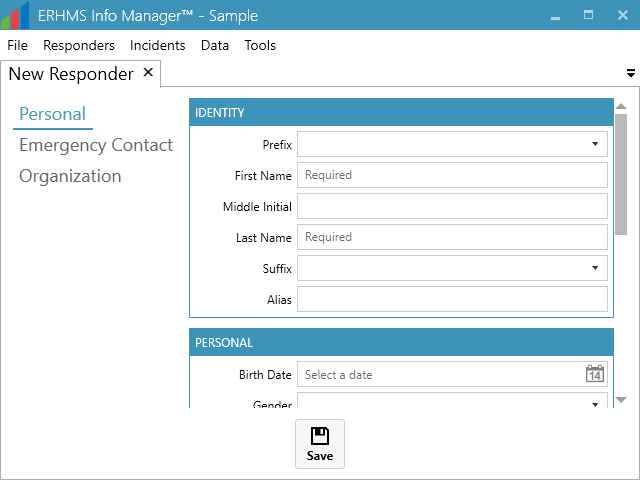 ERHMS Info Manager™ - Sample
File Responders Incidents Data Tools
New Responder
Personal
Emergency Contact
Organization
IDENTITY
Prefix
First Name Required
Middle Initial
Last Name Required
Suffix
Alias
PERSONAL
Birth Date Select a date 14
Gender
Save